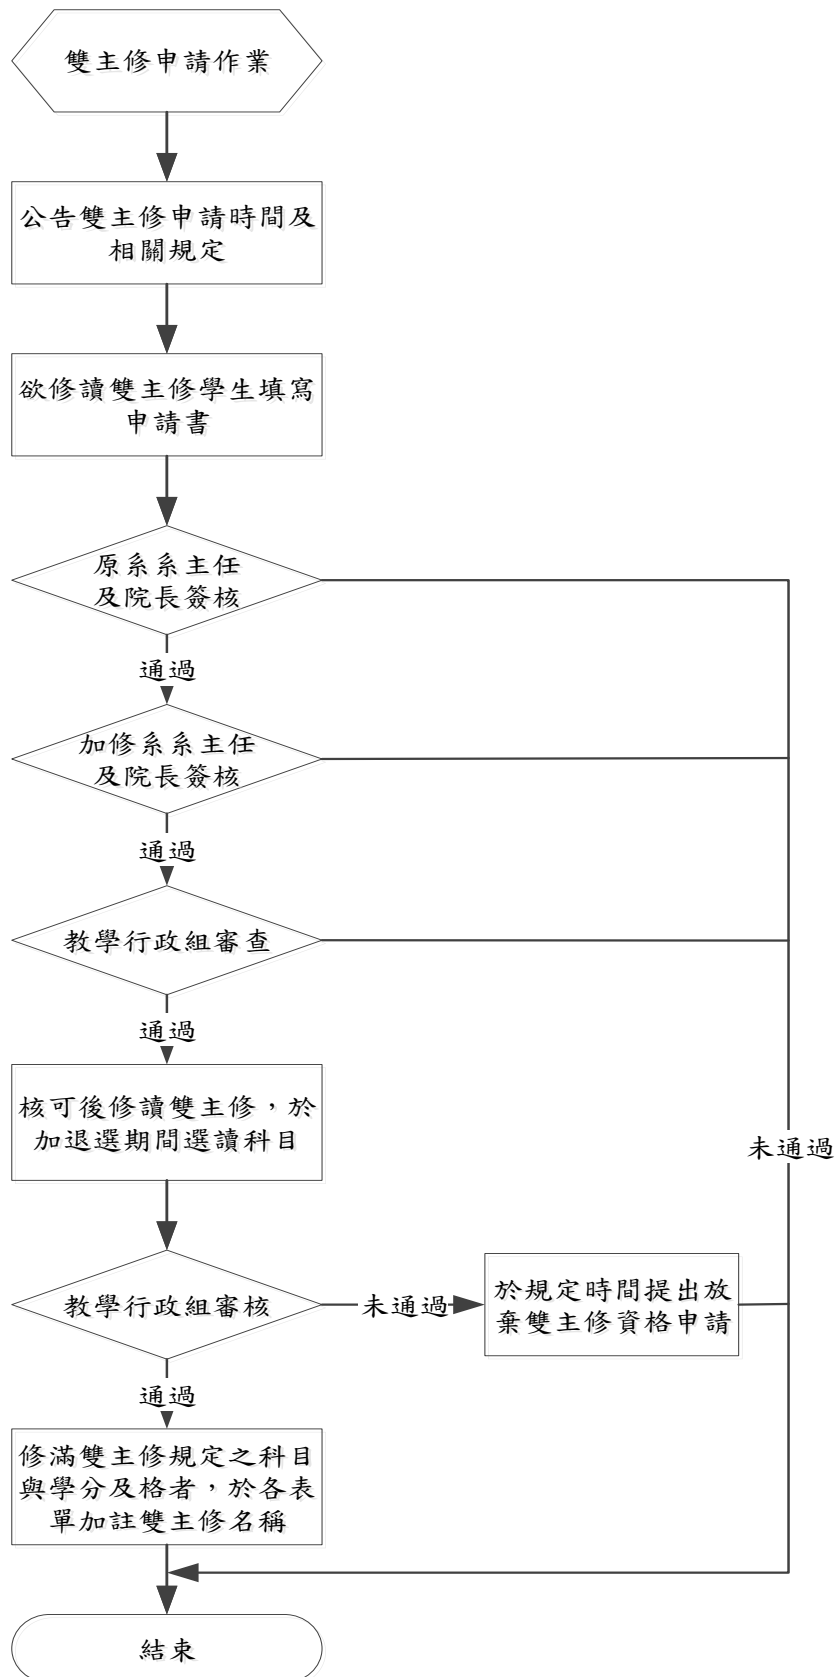 雙主修申請作業
公告雙主修申請時間及
相關規定
欲修讀雙主修學生填寫
申請書
原系系主任
及院長簽核
通過
加修系系主任
及院長簽核
通過
教學行政組審查
通過
核可後修讀雙主修，於
加退選期間選讀科目
未通過
教學行政組審核
未通過
於規定時間提出放
棄雙主修資格申請
通過
修滿雙主修規定之科目
與學分及格者，於各表
單加註雙主修名稱
結束